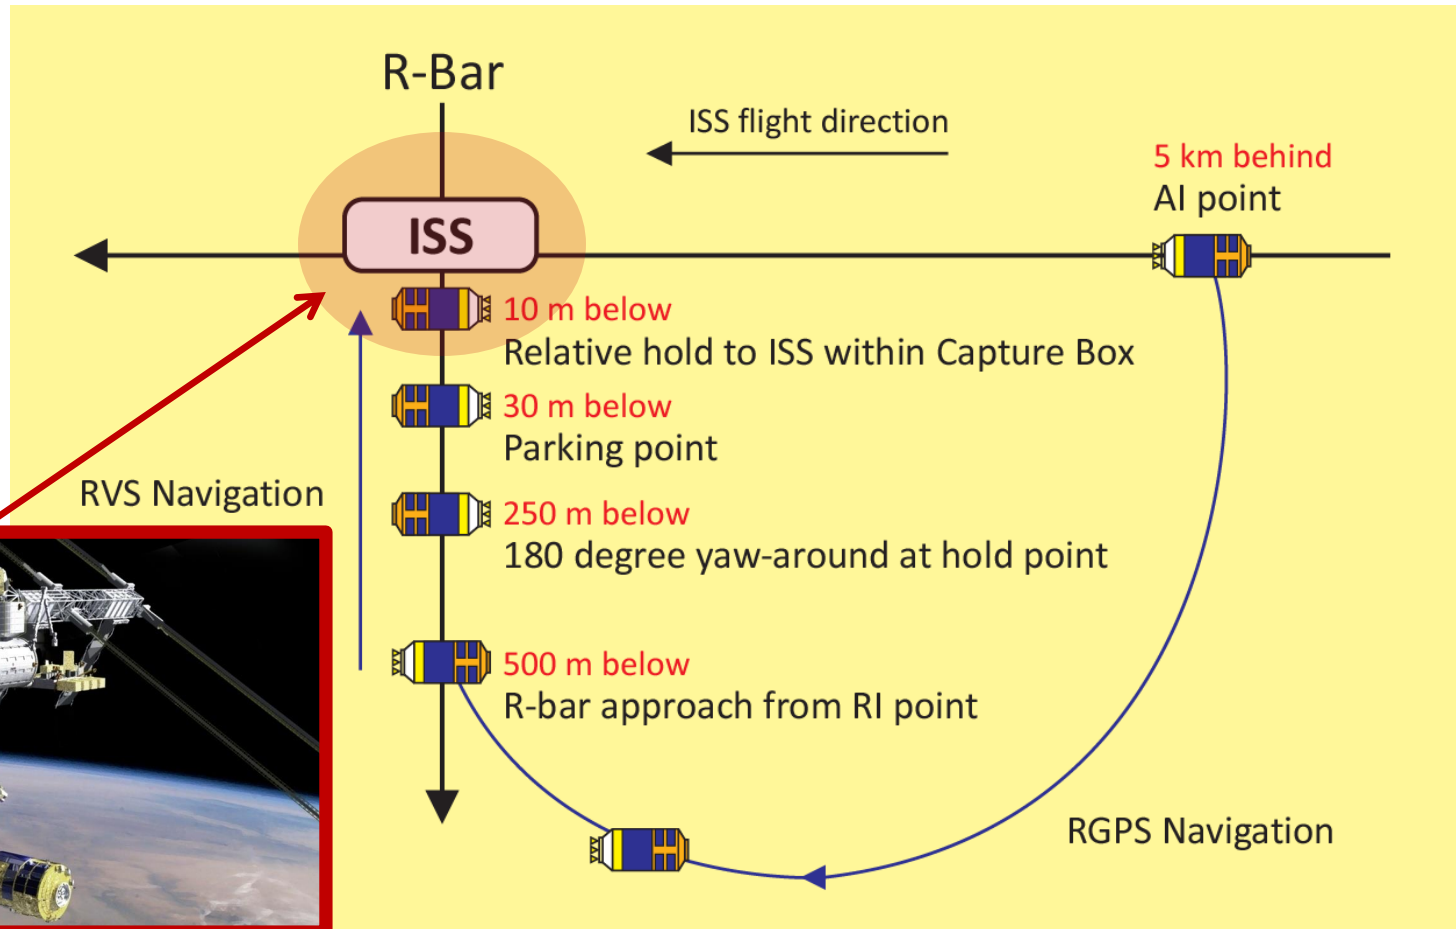 R-Bar
ISS flight direction
5 km behind
AI point
ISS
10 m below
Relative hold to ISS within Capture Box
30 m below
Parking point
RVS Navigation
250 m below
180 degree yaw-around at hold point
500 m below
R-bar approach from RI point
RGPS Navigation